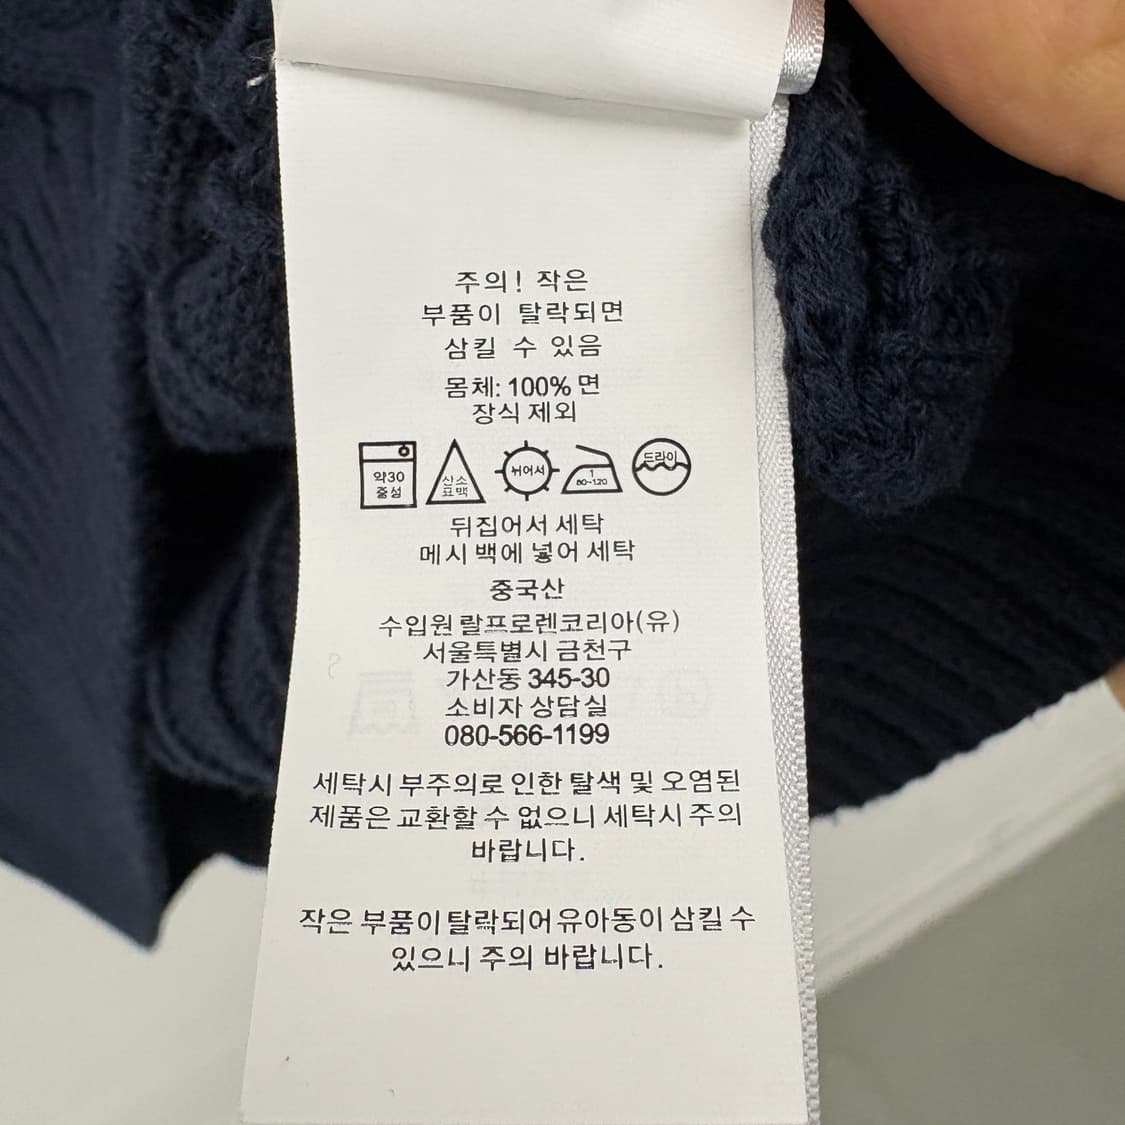 주의! 작은
부품이 탈락되면
삼킬 수 있음
몸체: 100% 면
장식 제외
약30
중성
산소
표백
뉘어서
1
80~120
드라이
뒤집어서 세탁
메시 백에 넣어 세탁
중국산
수입원 랄프로렌코리아(유)
서울특별시 금천구
가산동 345-30
소비자 상담실
080-566-1199
세탁시 부주의로 인한 탈색 및 오염된
제품은 교환할 수 없으니 세탁시 주의
바랍니다.
작은 부품이 탈락되어 유아동이 삼킬 수
있으니 주의 바랍니다.